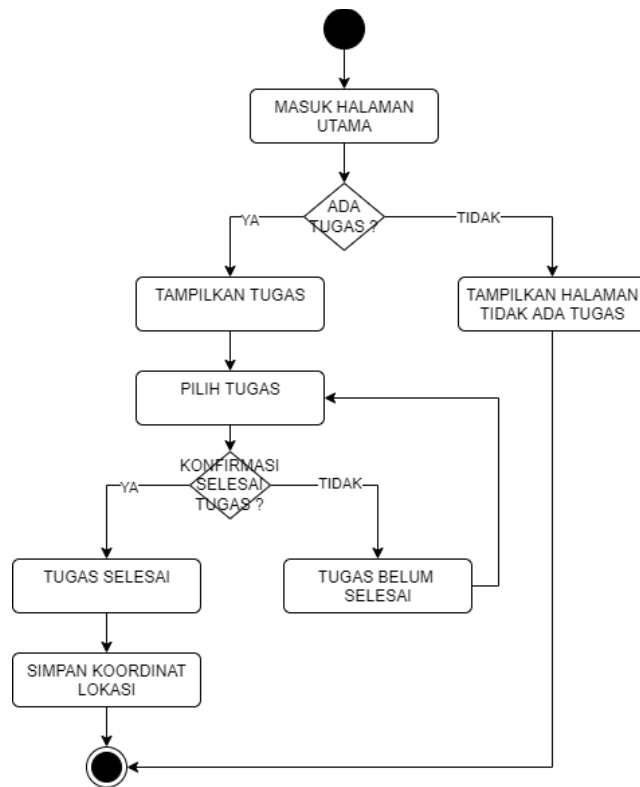 MASUK HALAMAN
UTAMA
ADA
TUGAS ?
YA
TIDAK
TAMPILKAN TUGAS
TAMPILKAN HALAMAN
TIDAK ADA TUGAS
PILIH TUGAS
KONFIRMASI
SELESAI
TUGAS ?
YA
TIDAK
TUGAS SELESAI
TUGAS BELUM
SELESAI
SIMPAN KOORDINAT
LOKASI